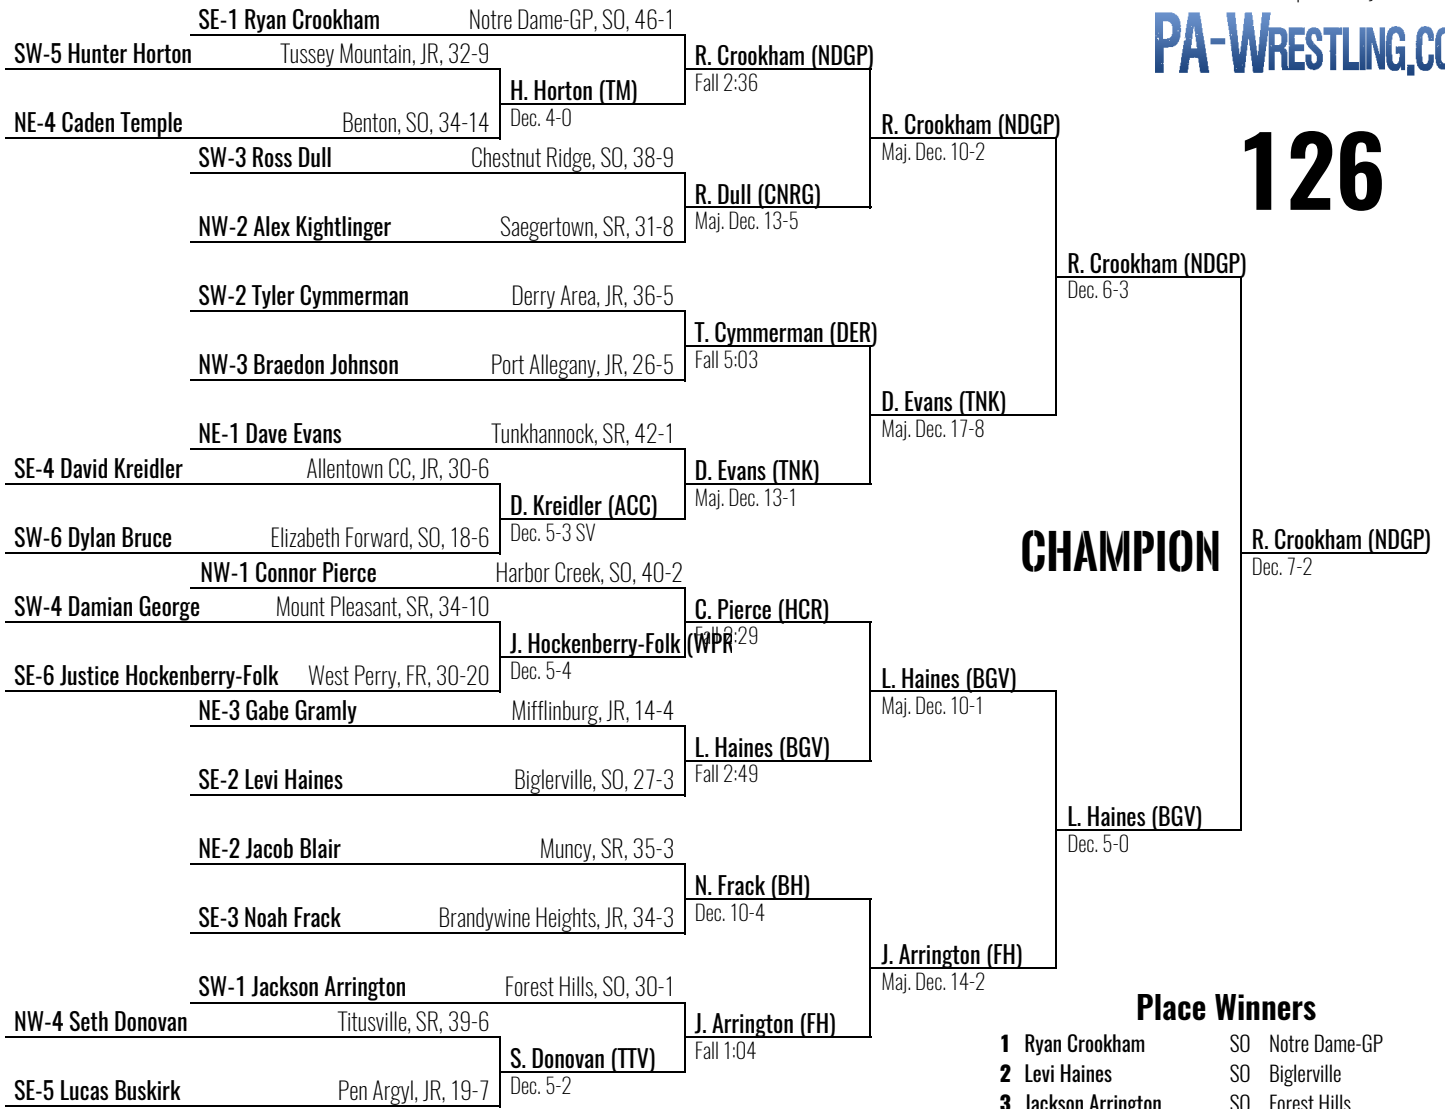 PA-WRESTLING.CO
126
SE-1 Ryan Crookham Notre Dame-GP, SO, 46-1
SW-5 Hunter Horton Tussey Mountain, JR, 32-9
NE-4 Caden Temple Benton, SO, 34-14
SW-3 Ross Dull Chestnut Ridge, SO, 38-9
NW-2 Alex Kightlinger Saegertown, SR, 31-8
SW-2 Tyler Cymmerman Derry Area, JR, 36-5
NW-3 Braedon Johnson Port Allegany, JR, 26-5
NE-1 Dave Evans Tunkhannock, SR, 42-1
SE-4 David Kreidler Allentown CC, JR, 30-6
SW-6 Dylan Bruce Elizabeth Forward, SO, 18-6
NW-1 Connor Pierce Harbor Creek, SO, 40-2
SW-4 Damian George Mount Pleasant, SR, 34-10
SE-6 Justice Hockenberry-Folk West Perry, FR, 30-20
NE-3 Gabe Gramly Mifflinburg, JR, 14-4
SE-2 Levi Haines Biglerville, SO, 27-3
NE-2 Jacob Blair Muncy, SR, 35-3
SE-3 Noah Frack Brandywine Heights, JR, 34-3
SW-1 Jackson Arrington Forest Hills, SO, 30-1
NW-4 Seth Donovan Titusville, SR, 39-6
SE-5 Lucas Buskirk Pen Argyl, JR, 19-7
H. Horton (TM)
Dec. 4-0
D. Kreidler (ACC)
Dec. 5-3 SV
J. Hockenberry-Folk (WPR
Dec. 5-4
S. Donovan (TTV)
Dec. 5-2
R. Crookham (NDGP)
Fall 2:36
R. Dull (CNRG)
Maj. Dec. 13-5
T. Cymmerman (DER)
Fall 5:03
D. Evans (TNK)
Maj. Dec. 13-1
C. Pierce (HCR)
Fall 2:29
L. Haines (BGV)
Fall 2:49
N. Frack (BH)
Dec. 10-4
J. Arrington (FH)
Fall 1:04
R. Crookham (NDGP)
Maj. Dec. 10-2
D. Evans (TNK)
Maj. Dec. 17-8
L. Haines (BGV)
Maj. Dec. 10-1
J. Arrington (FH)
Maj. Dec. 14-2
R. Crookham (NDGP)
Dec. 6-3
L. Haines (BGV)
Dec. 5-0
CHAMPION
R. Crookham (NDGP)
Dec. 7-2
Place Winners
1 Ryan Crookham SO Notre Dame-GP
2 Levi Haines SO Biglerville
3 Jackson Arrington SO Forest Hills